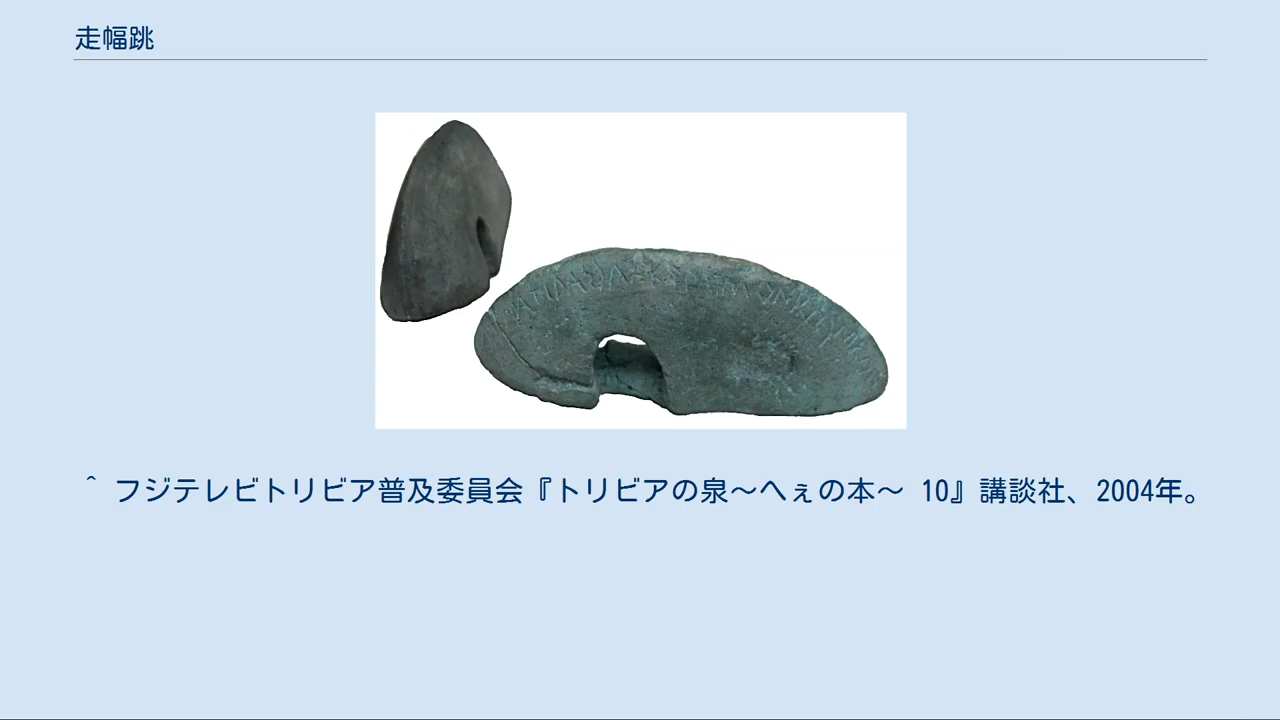 走幅跳
^ フジテレビトリビア普及委員会『トリビアの泉〜へぇの本〜 10』講談社、2004年。